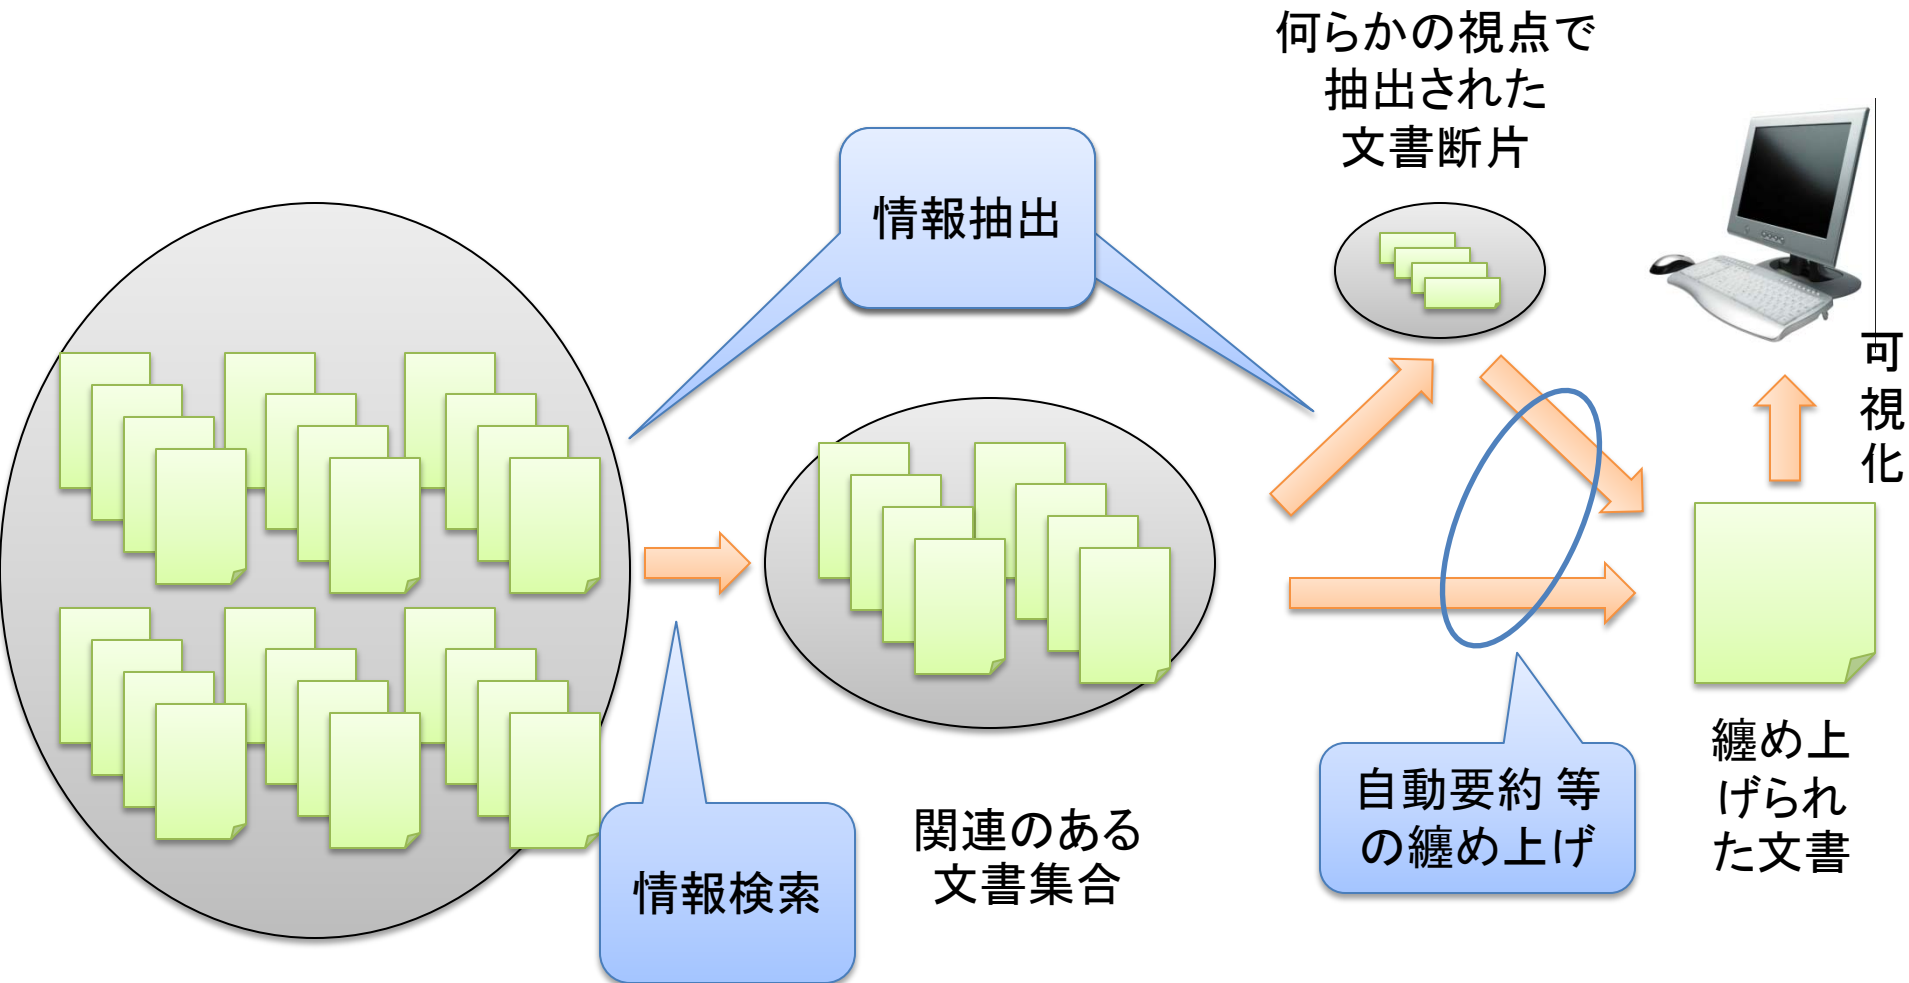 何らかの視点で
抽出された
文書断片
情報抽出
可
視
化
自動要約 等
の纏め上げ
纏め上
げられ
た文書
関連のある
文書集合
情報検索